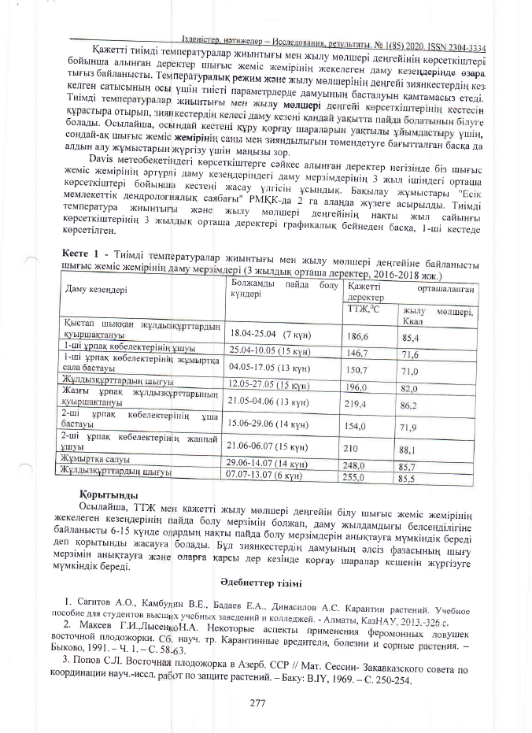 Ізденістер, нәтижелер – Исследования, результаты. № 1(85) 2020, ISSN 2304-3334
Қажетті тиімді температуралар жиынтығы мен жылу мөлшері деңгейінің көрсеткіштері
бойынша алынған деректер шығыс жеміс жемірінің жекелеген даму кезеңдерінде өзара
тығыз байланысты. Температуралық режим және жылу мөлшерінің деңгейі зиянкестердің кез
келген сатысының осы үшін тиісті параметрлерде дамуының басталуын қамтамасыз етеді.
Тиімді температуралар жиынтығы мен жылу мөлшері деңгейі көрсеткіштерінің кестесін
құрастыра отырып, зиянкестердің келесі даму кезеңі қандай уақытта пайда болатынын білуге
болады. Осылайша, осындай кестені құру қорғау шараларын уақтылы ұйымдастыру үшін,
сондай-ақ шығыс жеміс жемірінің саны мен зияндылығын төмендетуге бағытталған басқа да
алдын алу жұмыстарын жүргізу үшін маңызы зор.
Davis метеобекетіндегі көрсеткіштерге сәйкес алынған деректер негізінде біз шығыс
жеміс жемірінің әртүрлі даму кезеңдеріндегі даму мерзімдерінің 3 жыл ішіндегі орташа
көрсеткіштері бойынша кестені жасау үлгісін ұсындық. Бақылау жұмыстары "Есік
мемлекеттік дендрологиялық саябағы" РМҚК-да 2 га алаңда жүзеге асырылды. Тиімді
температура жиынтығы және жылу мөлшері деңгейінің нақты жыл сайынғы
көрсеткіштерінің 3 жылдық орташа деректері графикалық бейнеден басқа, 1-ші кестеде
көрсетілген.
Кесте 1 - Тиімді температуралар жиынтығы мен жылу мөлшері деңгейіне байланысты
шығыс жеміс жемірінің даму мерзімдері (3 жылдық орташа деректер, 2016-2018 жж.)
Даму кезеңдері
Болжамды пайда болу
күндері
Қажетті орташаланған
деректер
ТТЖ,⁰С
жылу мөлшері,
Ккал
Қыстап шыққан жұлдызқұрттардың
қуыршақтануы
18.04-25.04 (7 күн)
186,6
85,4
1-ші ұрпақ көбелектерінің ұшуы
25.04-10.05 (15 күн)
146,7
71,6
1-ші ұрпақ көбелектерінің жұмыртқа
сала бастауы
04.05-17.05 (13 күн)
150,7
71,0
Жұлдызқұрттардың шығуы
12.05-27.05 (15 күн)
196,0
82,0
Жазғы ұрпақ жұлдызқұрттарының
қуыршақтануы
21.05-04.06 (13 күн)
219,4
86,2
2-ші ұрпақ көбелектерінің ұша
бастауы
15.06-29.06 (14 күн)
154,0
71,9
2-ші ұрпақ көбелектерінің жаппай
ұшуы
21.06-06.07 (15 күн)
210
88,1
Жұмыртқа салуы
29.06-14.07 (14 күн)
248,0
85,7
Жұлдызқұрттардың шығуы
07.07-13.07 (6 күн)
255,0
85,5
Қорытынды
Осылайша, ТТЖ мен қажетті жылу мөлшері деңгейін білу шығыс жеміс жемірінің
жекелеген кезеңдерінің пайда болу мерзімін болжап, даму жылдамдығы белсенділігіне
байланысты 6-15 күнде олардың нақты пайда болу мерзімдерін анықтауға мүмкіндік береді
деп қорытынды жасауға болады. Бұл зиянкестердің дамуының әлсіз фазасының шығу
мерзімін анықтауға және оларға қарсы дер кезінде қорғау шаралар кешенін жүргізуге
мүмкіндік береді.
Әдебиеттер тізімі
1. Сагитов А.О., Камбулин В.Е., Бадаев Е.А., Динасилов А.С. Карантин растений. Учебное
пособие для студентов высших учебных заведений и колледжей. - Алматы, КазНАУ, 2013.-326 с.
2. Макеев Г.И.,Лысенко Н.А. Некоторые аспекты применения феромонных ловушек
восточной плодожорки. Сб. науч. тр. Карантинные вредители, болезни и сорные растения. –
Быково, 1991. – Ч. 1. – С. 58-63.
3. Попов С.Л. Восточная плодожорка в Азерб. ССР // Мат. Сессии- Закавказского совета по
координации науч.-иссл. работ по защите растений. – Баку: В.IY, 1969. – С. 250-254.
277